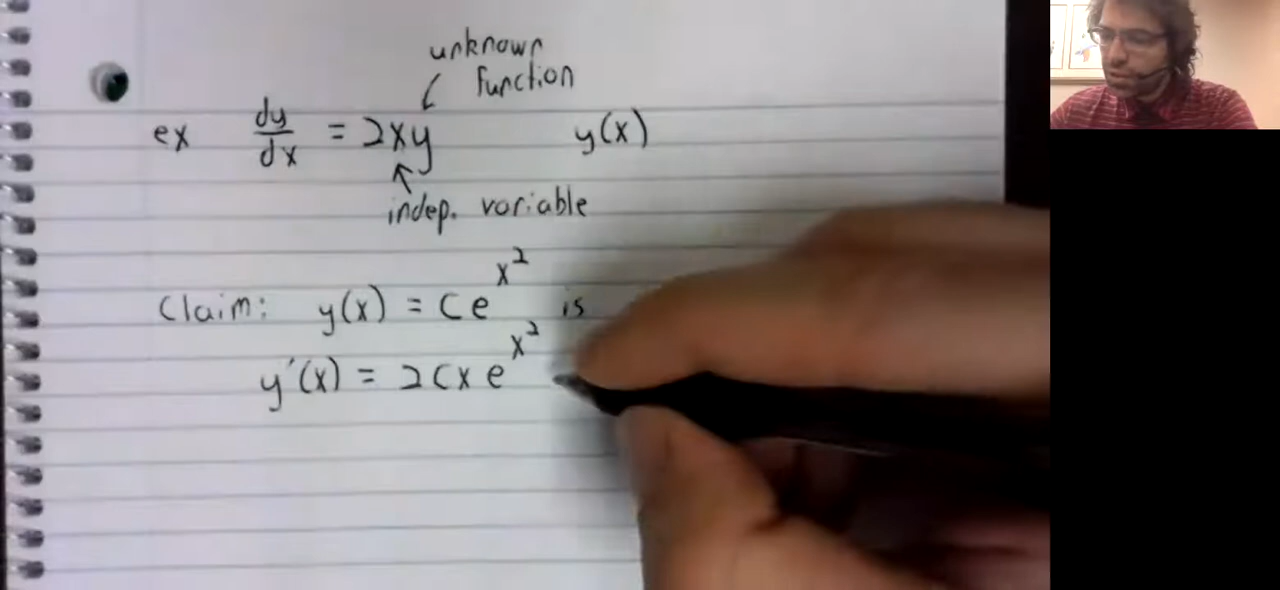 unknown
function
ex dy/dx = 2xy y(x)
indep. variable
Claim: y(x) = Ce^x^2 is
y'(x) = 2Cxe^x^2